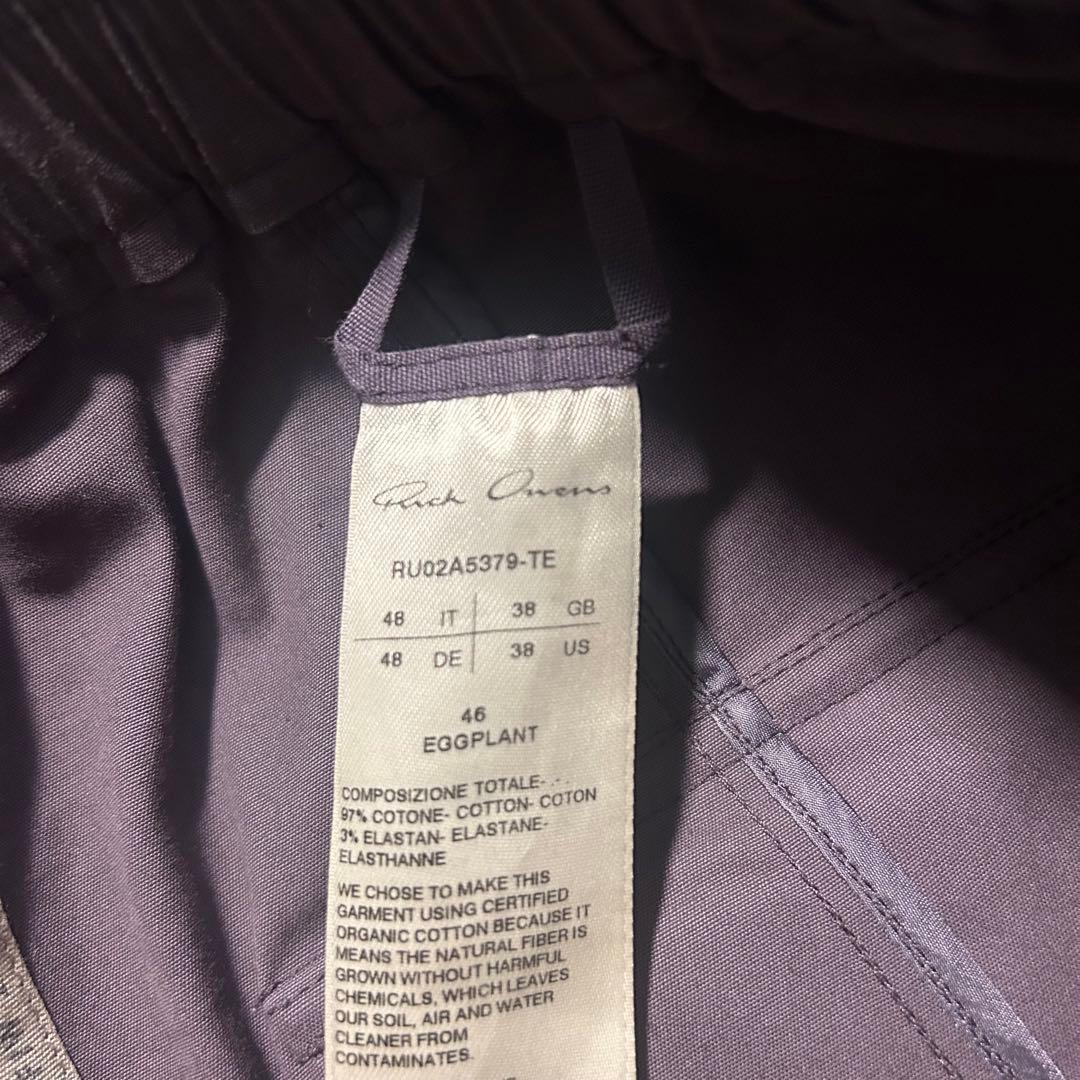 Rick Owens
RU02A5379-TE
48 IT 38 GB
48 DE 38 US
46
EGGPLANT
COMPOSIZIONE TOTALE-
97% COTONE- COTTON- COTON
3% ELASTAN- ELASTANE-
ELASTHANNE
WE CHOSE TO MAKE THIS
GARMENT USING CERTIFIED
ORGANIC COTTON BECAUSE IT
MEANS THE NATURAL FIBER IS
GROWN WITHOUT HARMFUL
CHEMICALS, WHICH LEAVES
OUR SOIL, AIR AND WATER
CLEANER FROM
CONTAMINATES.